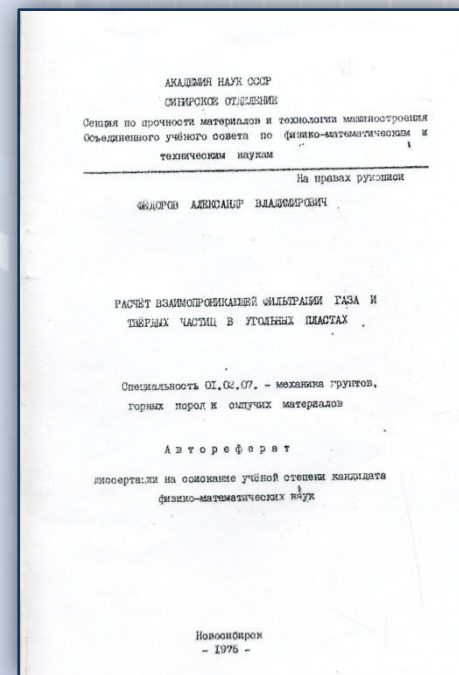 АКАДЕМИЯ НАУК СССР
СИБИРСКОЕ ОТДЕЛЕНИЕ
Секция по прочности материалов и технологии машиностроения
Объединенного учёного совета по физико-математическим и
техническим наукам
На правах рукописи
ФЁДОРОВ АЛЕКСАНДР ВЛАДИМИРОВИЧ
РАСЧЁТ ВЗАИМОПРОНИКАЮЩЕЙ ФИЛЬТРАЦИИ ГАЗА И
ТВЁРДЫХ ЧАСТИЦ В УГОЛЬНЫХ ПЛАСТАХ
Специальность 01.02.07. - механика грунтов,
горных пород и сыпучих материалов
Автореферат
диссертации на соискание учёной степени кандидата
физико-математических наук
Новосибирск
- 1976 -